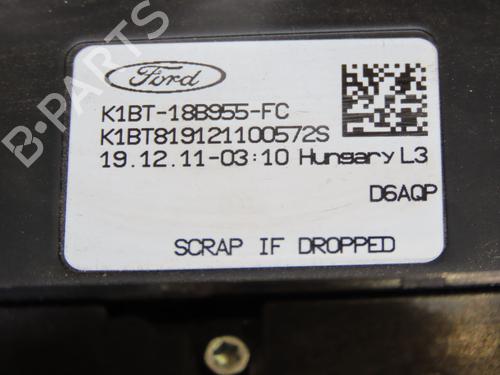 Ford
K1BT-18B955-FC
K1BT819121100572S
19.12.11-03:10 Hungary L3
D6AQP
SCRAP IF DROPPED
B-PARTS